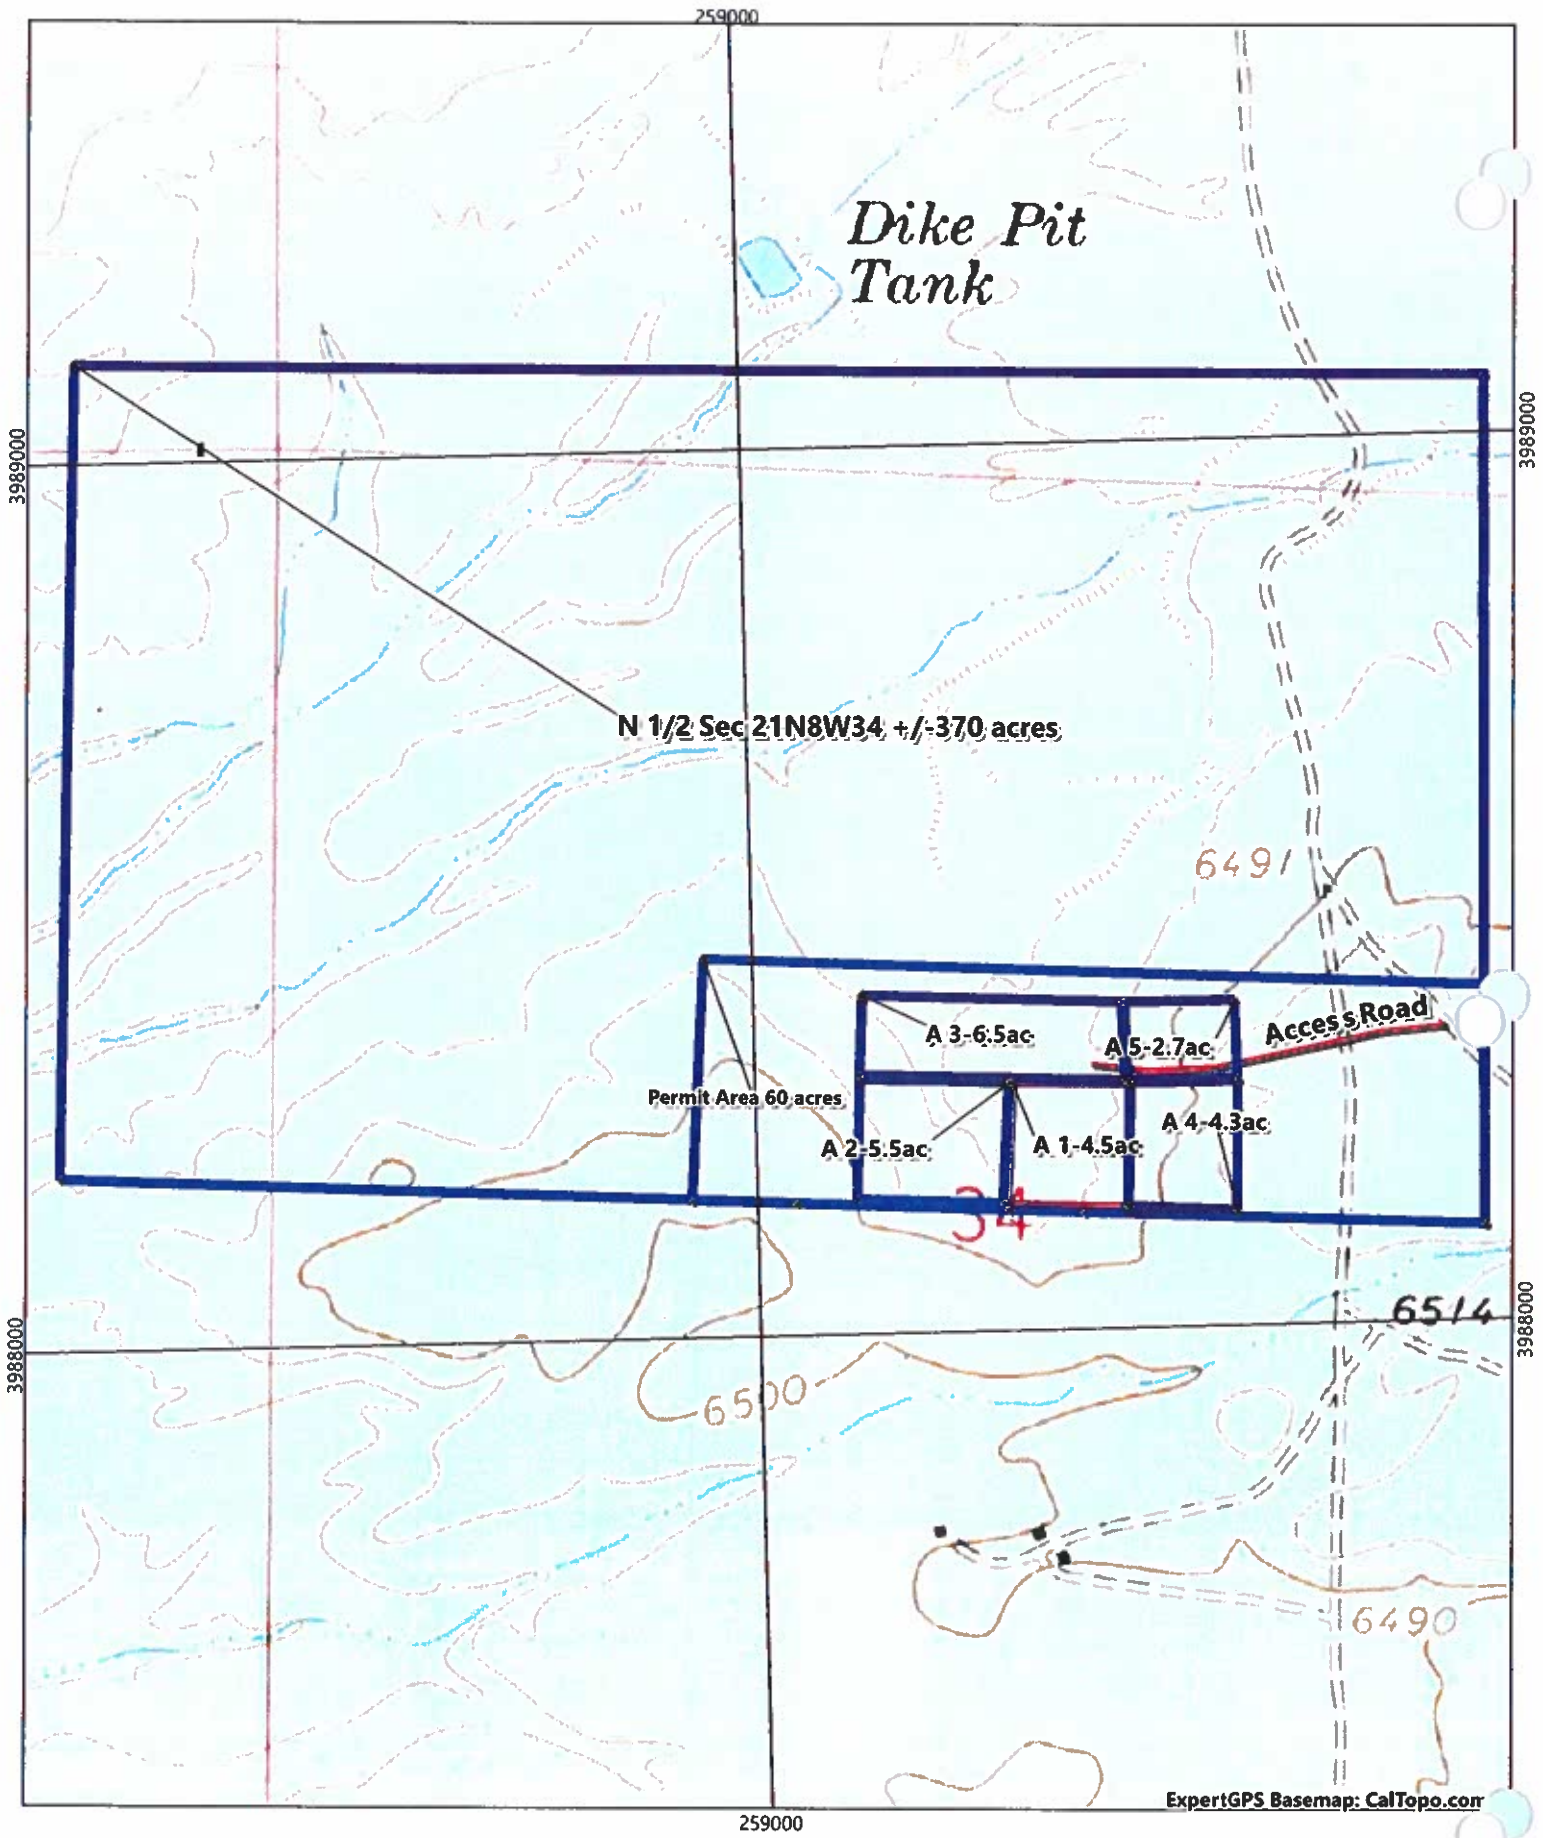 259000
Dike Pit
Tank
3989000
3989000
N 1/2 Sec 21N8W34 +/-370 acres
6491
Access Road
A 3-6.5ac
A 5-2.7ac
Permit Area 60 acres
A 4-4.3ac
A 2-5.5ac
A 1-4.5ac
34
6514
3988000
3988000
6500
6490
ExpertGPS Basemap: CalTopo.com
259000